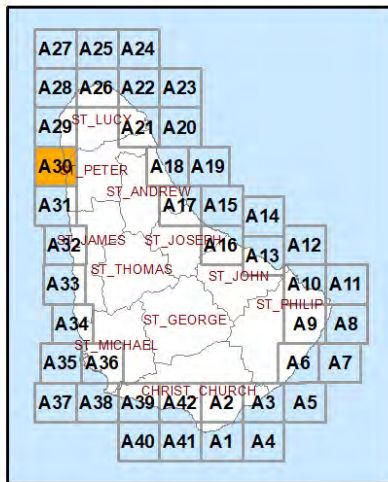 A27 A25 A24
A28 A26 A22 A23
A29 ST_LUCY A21 A20
A30 ST_PETER A18 A19
ST_ANDREW
A31 A17 A15 A14
A32 ST_JAMES ST_JOSEPH A16 A13 A12
A33 ST_THOMAS ST_JOHN A10 A11
ST_PHILIP
A34 ST_GEORGE A9 A8
ST_MICHAEL
A35 A36 A6 A7
CHRIST_CHURCH
A37 A38 A39 A42 A2 A3 A5
A40 A41 A1 A4